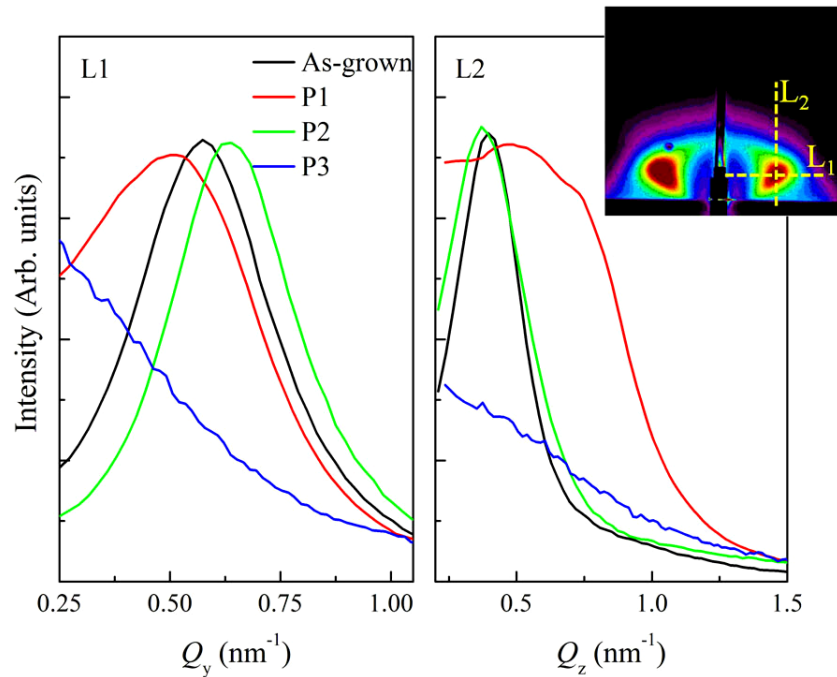 L1
As-grown
P1
P2
P3
L2
L₂
L₁
Intensity (Arb. units)
0.25 0.50 0.75 1.00
0.5 1.0 1.5
Qy (nm⁻¹)
Qz (nm⁻¹)